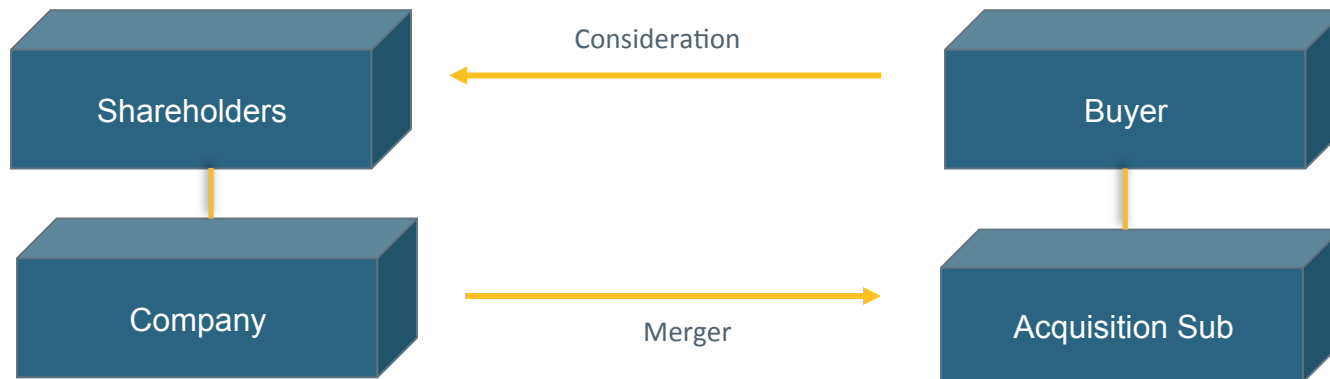 Consideration
Shareholders
Buyer
Company
Merger
Acquisition Sub